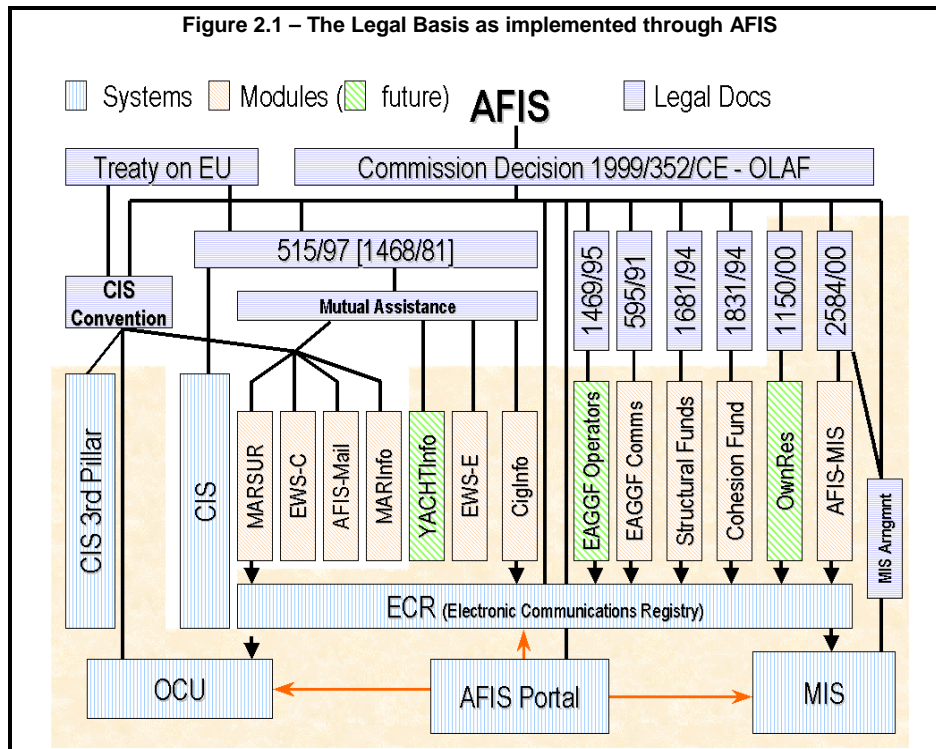 Figure 2.1 – The Legal Basis as implemented through AFIS
Systems
Modules (
future)
Legal Docs
AFIS
Treaty on EU
Commission Decision 1999/352/CE - OLAF
515/97 [1468/81]
CIS
Convention
Mutual Assistance
1469/95
595/91
1681/94
1831/94
1150/00
2584/00
CIS 3rd Pillar
CIS
MARSUR
EWS-C
AFIS-Mail
MARInfo
YACHTInfo
EWS-E
CigInfo
EAGGF Operators
EAGGF Comms
Structural Funds
Cohesion Fund
OwnRes
AFIS-MIS
MIS Arngmnt
ECR (Electronic Communications Registry)
OCU
AFIS Portal
MIS